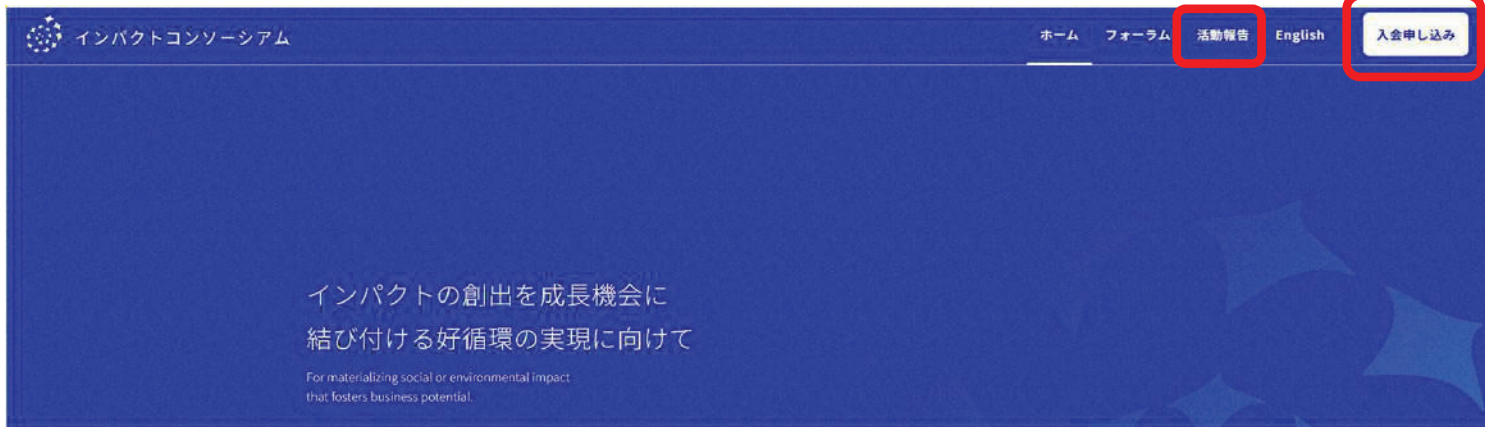 インパクトコンソーシアム
ホーム フォーラム 活動報告 English 入会申し込み
インパクトの創出を成長機会に
結び付ける好循環の実現に向けて
For materializing social or environmental impact
that fosters business potential.